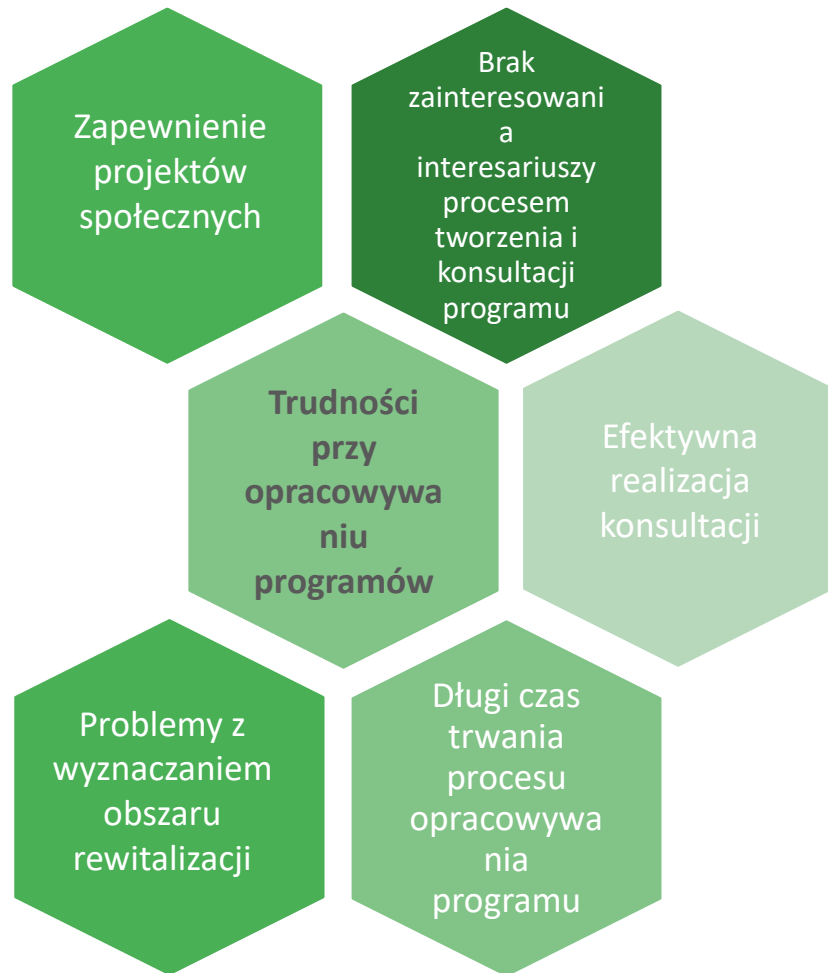 Zapewnienie
projektów
społecznych
Brak
zainteresowani
a
interesariuszy
procesem
tworzenia i
konsultacji
programu
Trudności
przy
opracowywa
niu
programów
Efektywna
realizacja
konsultacji
Problemy z
wyznaczaniem
obszaru
rewitalizacji
Długi czas
trwania
procesu
opracowywa
nia
programu